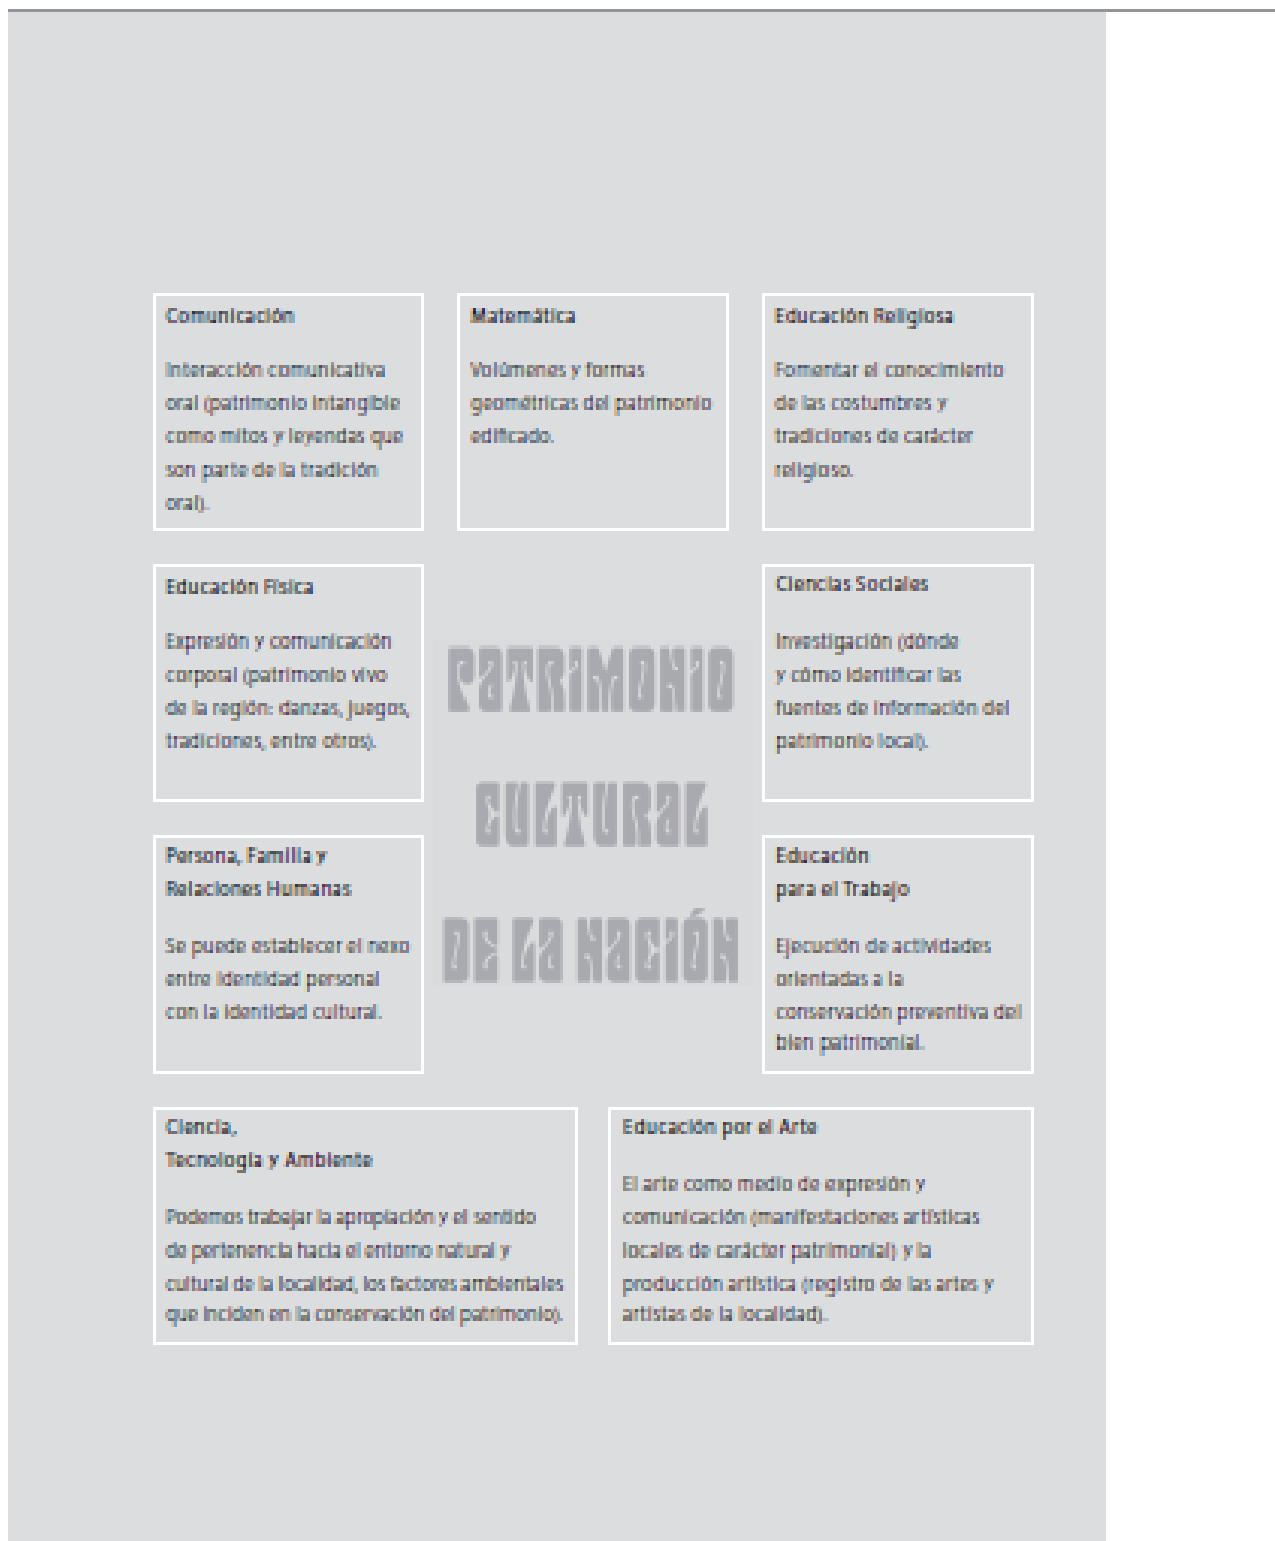 Comunicación
Interacción comunicativa
oral (patrimonio intangible
como mitos y leyendas que
son parte de la tradición
oral).
Matemática
Volúmenes y formas
geométricas del patrimonio
edificado.
Educación Religiosa
Fomentar el conocimiento
de las costumbres y
tradiciones de carácter
religioso.
Educación Física
Expresión y comunicación
corporal (patrimonio vivo
de la región: danzas, juegos,
tradiciones, entre otros).
PATRIMONIO
CULTURAL
DE LA NACIÓN
Ciencias Sociales
Investigación (dónde
y cómo identificar las
fuentes de información del
patrimonio local).
Persona, Familia y
Relaciones Humanas
Se puede establecer el nexo
entre identidad personal
con la identidad cultural.
Educación
para el Trabajo
Ejecución de actividades
orientadas a la
conservación preventiva del
bien patrimonial.
Ciencia,
Tecnología y Ambiente
Podemos trabajar la apropiación y el sentido
de pertenencia hacia el entorno natural y
cultural de la localidad, los factores ambientales
que inciden en la conservación del patrimonio).
Educación por el Arte
El arte como medio de expresión y
comunicación (manifestaciones artísticas
locales de carácter patrimonial) y la
producción artística (registro de las artes y
artistas de la localidad).